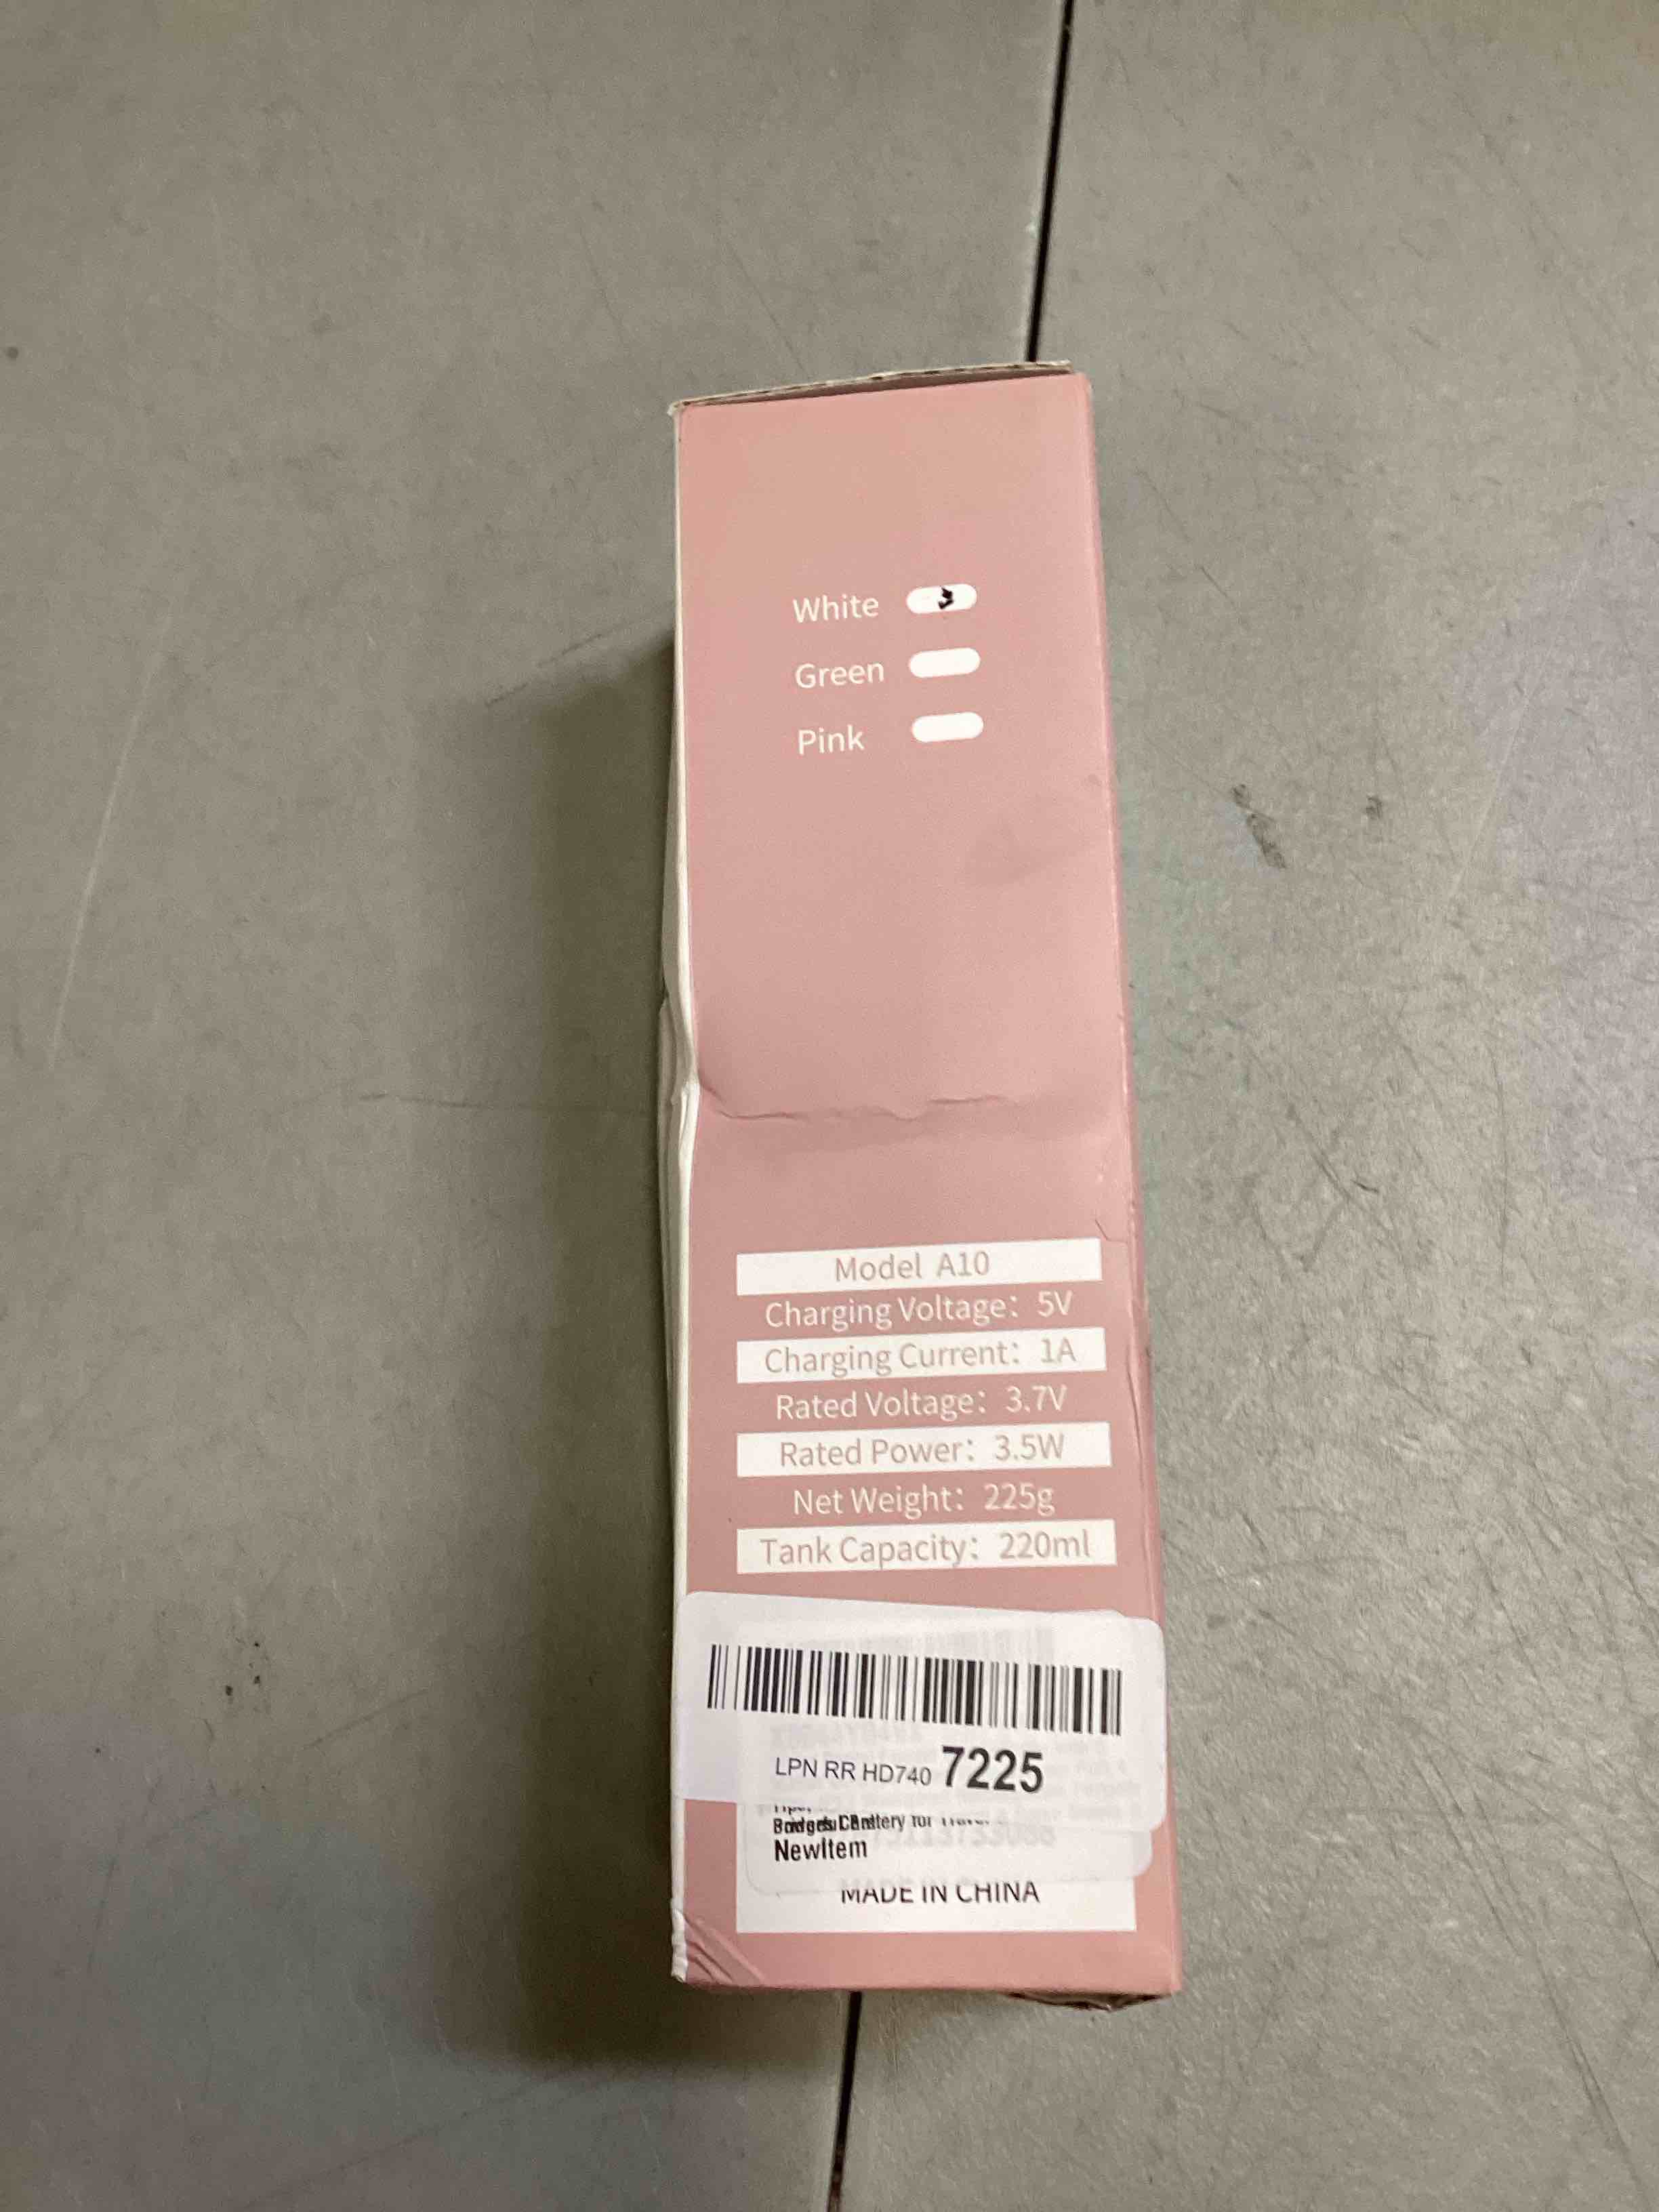 White
Green
Pink
Model A10
Charging Voltage: 5V
Charging Current: 1A
Rated Voltage: 3.7V
Rated Power: 3.5W
Net Weight: 225g
Tank Capacity: 220ml
LPN RR HD740 7225
for
NewItem
MADE IN CHINA